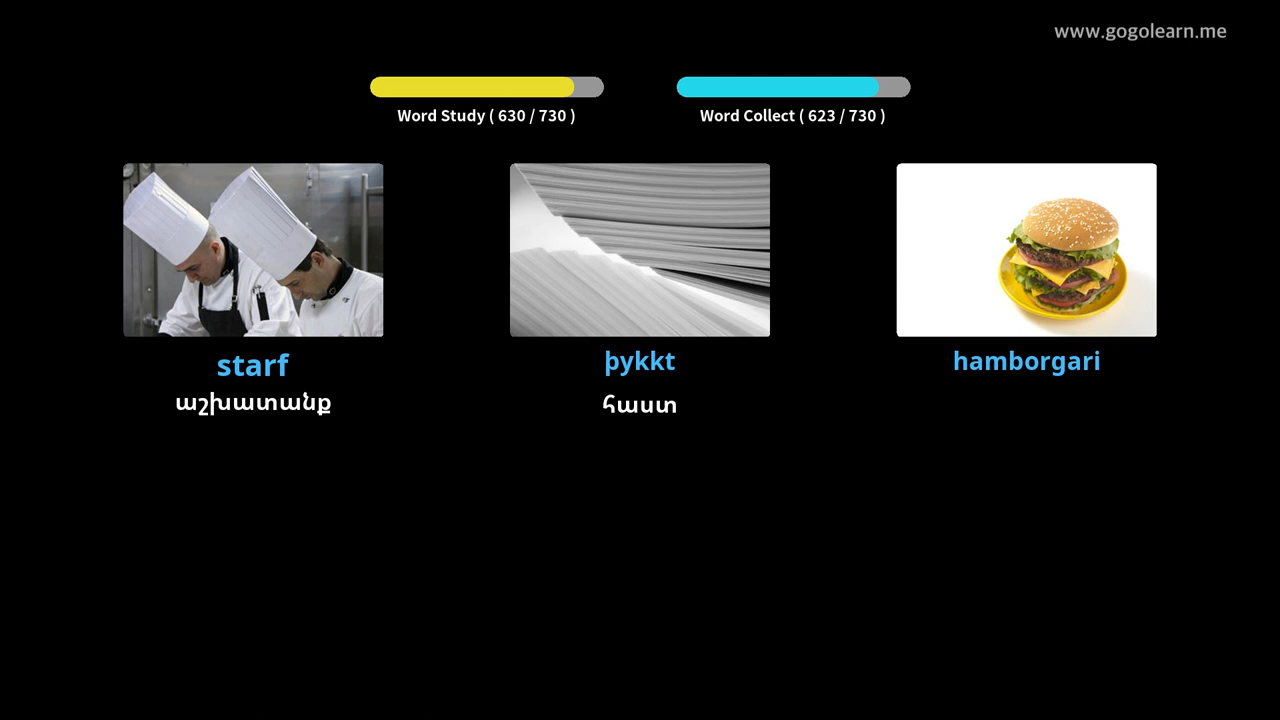 www.gogolearn.me
Word Study ( 630 / 730 )
Word Collect ( 623 / 730 )
starf
աշխատանք
þykkt
հաստ
hamborgari